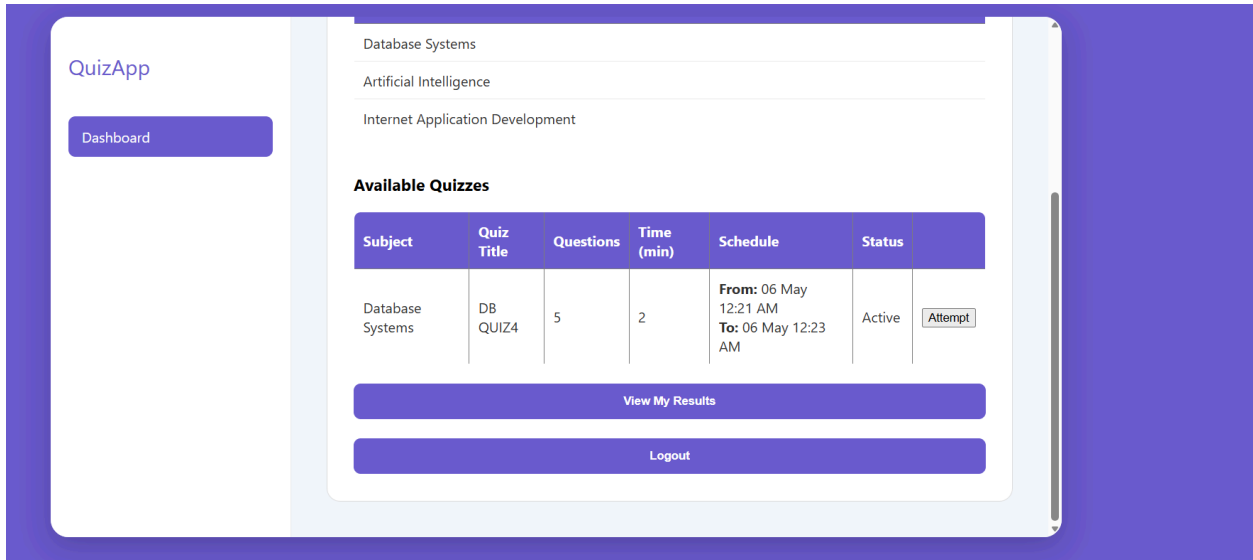 QuizApp
Dashboard
Database Systems
Artificial Intelligence
Internet Application Development
Available Quizzes
Subject
Quiz
Title
Questions
Time
(min)
Schedule
Status
Database
Systems
DB
QUIZ4
5
2
From: 06 May
12:21 AM
To: 06 May 12:23
AM
Active
Attempt
View My Results
Logout